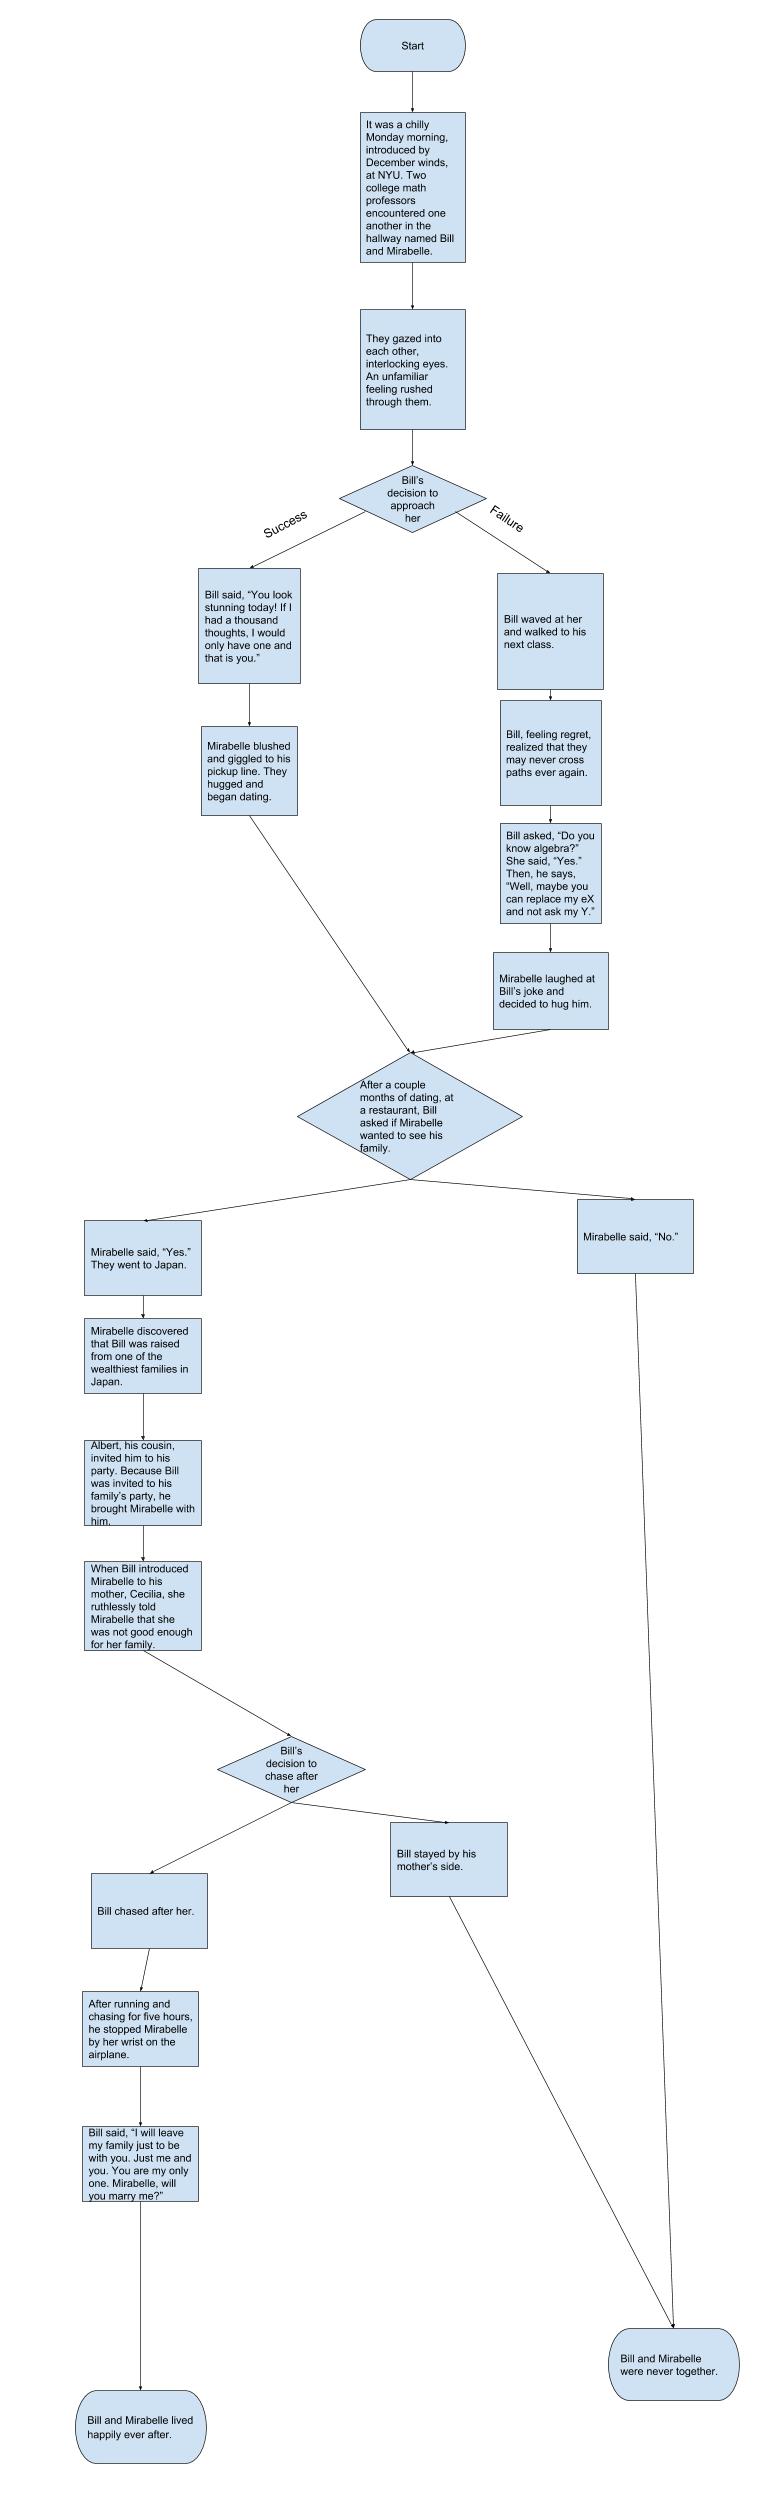 Start
It was a chilly
Monday morning,
introduced by
December winds,
at NYU. Two
college math
professors
encountered one
another in the
hallway named Bill
and Mirabelle.
They gazed into
each other,
interlocking eyes.
An unfamiliar
feeling rushed
through them.
Bill's
decision to
approach
her
Success
Failure
Bill said, “You look
stunning today! If I
had a thousand
thoughts, I would
only have one and
that is you.”
Mirabelle blushed
and giggled to his
pickup line. They
hugged and
began dating.
Bill waved at her
and walked to his
next class.
Bill, feeling regret,
realized that they
may never cross
paths ever again.
Bill asked, “Do you
know algebra?”
She said, “Yes.”
Then, he says,
“Well, maybe you
can replace my eX
and not ask my Y.”
Mirabelle laughed at
Bill's joke and
decided to hug him.
After a couple
months of dating, at
a restaurant, Bill
asked if Mirabelle
wanted to see his
family.
Mirabelle said, “Yes.”
They went to Japan.
Mirabelle said, “No.”
Mirabelle discovered
that Bill was raised
from one of the
wealthiest families in
Japan.
Albert, his cousin,
invited him to his
party. Because Bill
was invited to his
family's party, he
brought Mirabelle with
him.
When Bill introduced
Mirabelle to his
mother, Cecilia, she
ruthlessly told
Mirabelle that she
was not good enough
for her family.
Bill's
decision to
chase after
her
Bill stayed by his
mother's side.
Bill chased after her.
After running and
chasing for five hours,
he stopped Mirabelle
by her wrist on the
airplane.
Bill said, “I will leave
my family just to be
with you. Just me and
you. You are my only
one. Mirabelle, will
you marry me?”
Bill and Mirabelle
were never together.
Bill and Mirabelle lived
happily ever after.